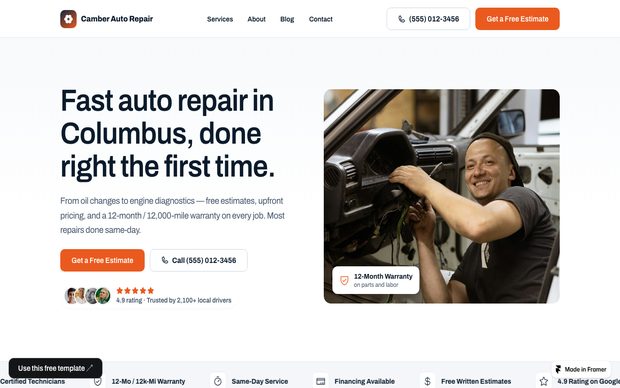 Camber Auto Repair
Services
About
Blog
Contact
(555) 012-3456
Get a Free Estimate
Fast auto repair in
Columbus, done
right the first time.
From oil changes to engine diagnostics — free estimates, upfront
pricing, and a 12-month / 12,000-mile warranty on every job. Most
repairs done same-day.
Get a Free Estimate
Call (555) 012-3456
4.9 rating · Trusted by 2,100+ local drivers
12-Month Warranty
on parts and labor
Use this free template ↗
Made in Framer
Certified Technicians
12-Mo / 12k-Mi Warranty
Same-Day Service
Financing Available
Free Written Estimates
4.9 Rating on Google